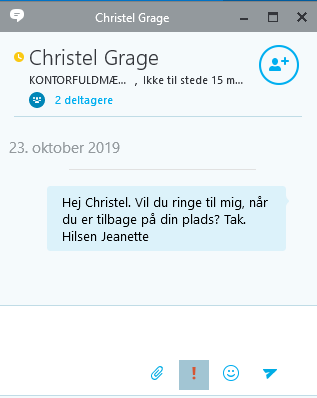 Christel Grage
Christel Grage
KONTORFULDMÆ... , Ikke til stede 15 m...
2 deltagere
23. oktober 2019
Hej Christel. Vil du ringe til mig, når
du er tilbage på din plads? Tak.
Hilsen Jeanette